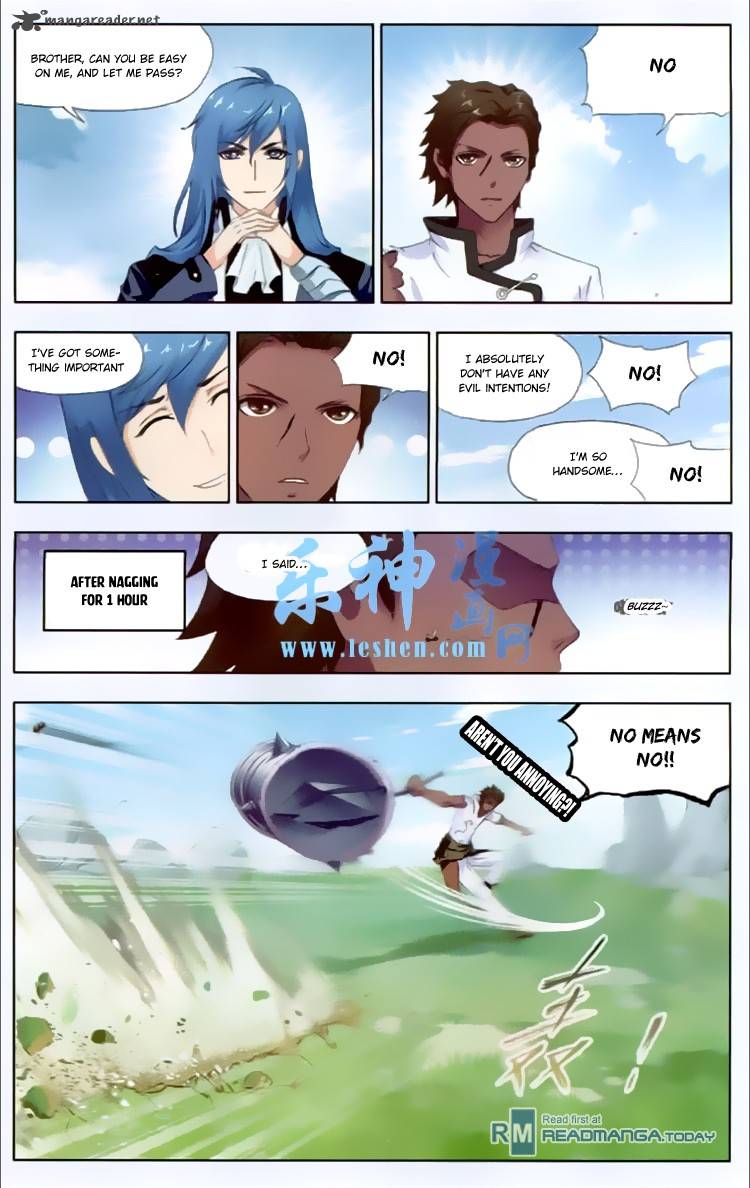 mangareader.net
BROTHER, CAN YOU BE EASY
ON ME, AND LET ME PASS?
NO
I'VE GOT SOME-
THING IMPORTANT
NO!
I ABSOLUTELY
DON'T HAVE ANY
EVIL INTENTIONS!
NO!
I'M SO
HANDSOME...
NO!
AFTER NAGGING
FOR 1 HOUR
I SAID...
乐神漫画网
www.leshen.com
BUZZZ~
AREN'T YOU ANNOYING?!
NO MEANS
NO!!
RM
Read first at
READMANGA.TODAY